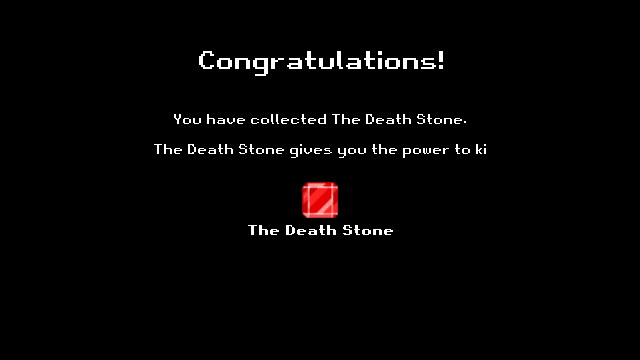 Congratulations!
You have collected The Death Stone.
The Death Stone gives you the power to ki
The Death Stone